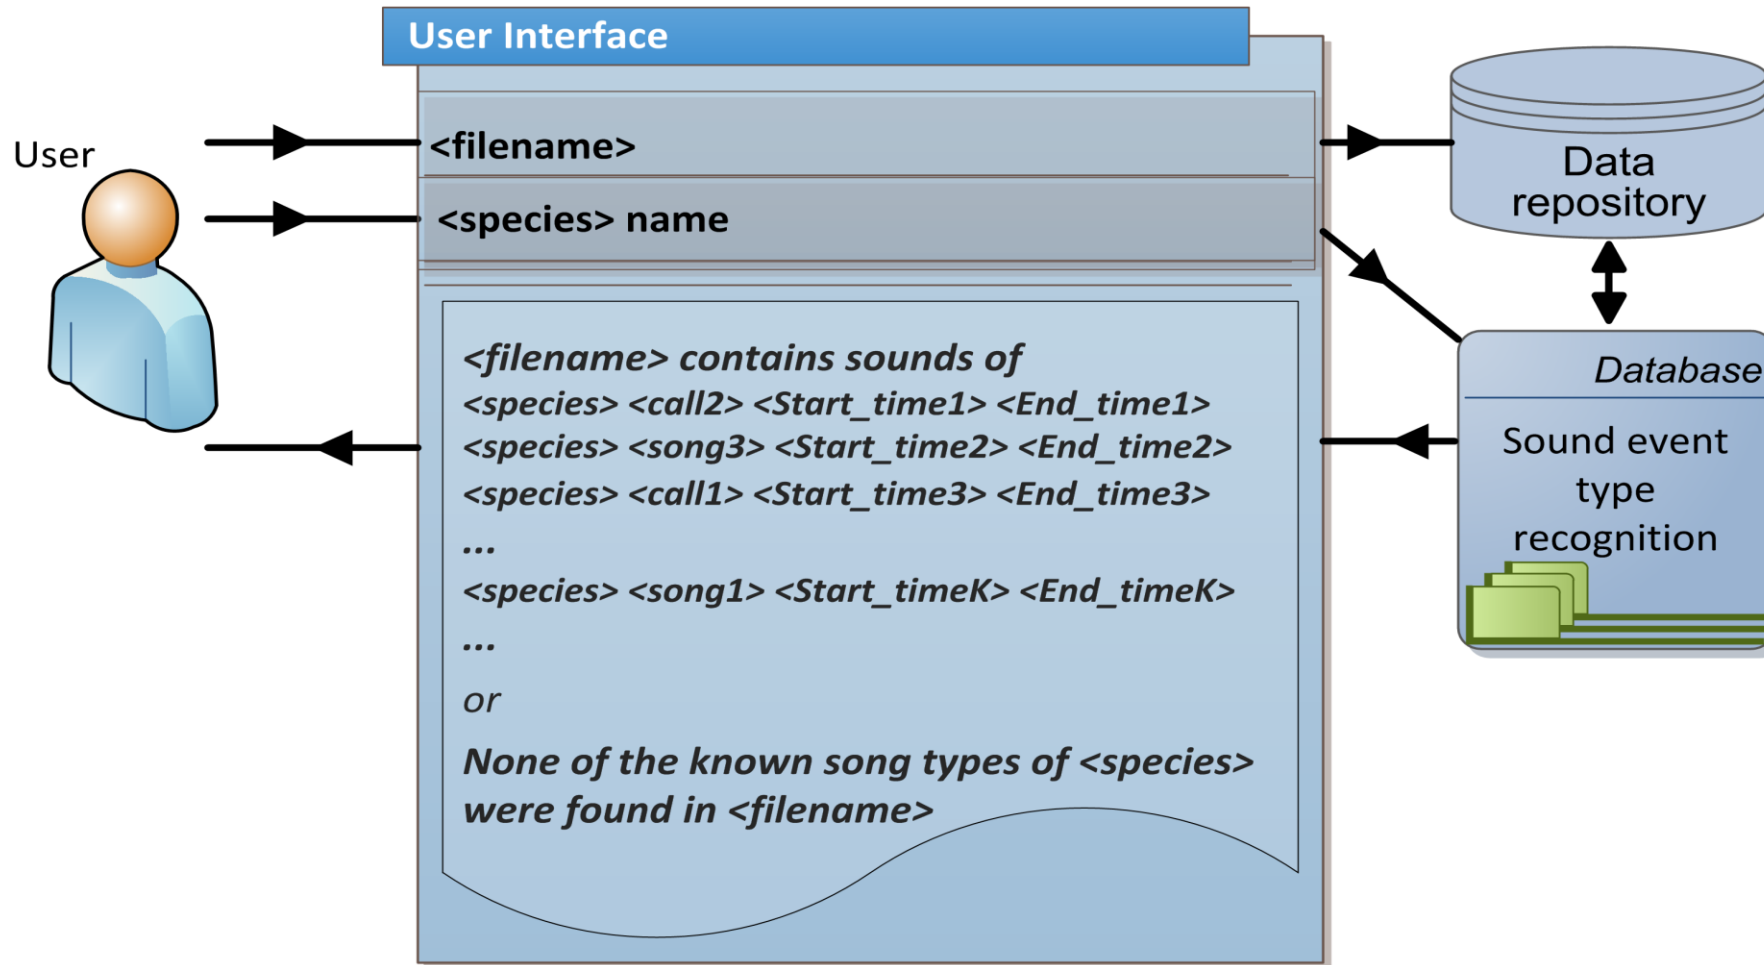 User Interface
User
<filename>
<species> name
Data
repository
<filename> contains sounds of
<species> <call2> <Start_time1> <End_time1>
<species> <song3> <Start_time2> <End_time2>
<species> <call1> <Start_time3> <End_time3>
...
<species> <song1> <Start_timeK> <End_timeK>
...
or
None of the known song types of <species>
were found in <filename>
Database
Sound event
type
recognition